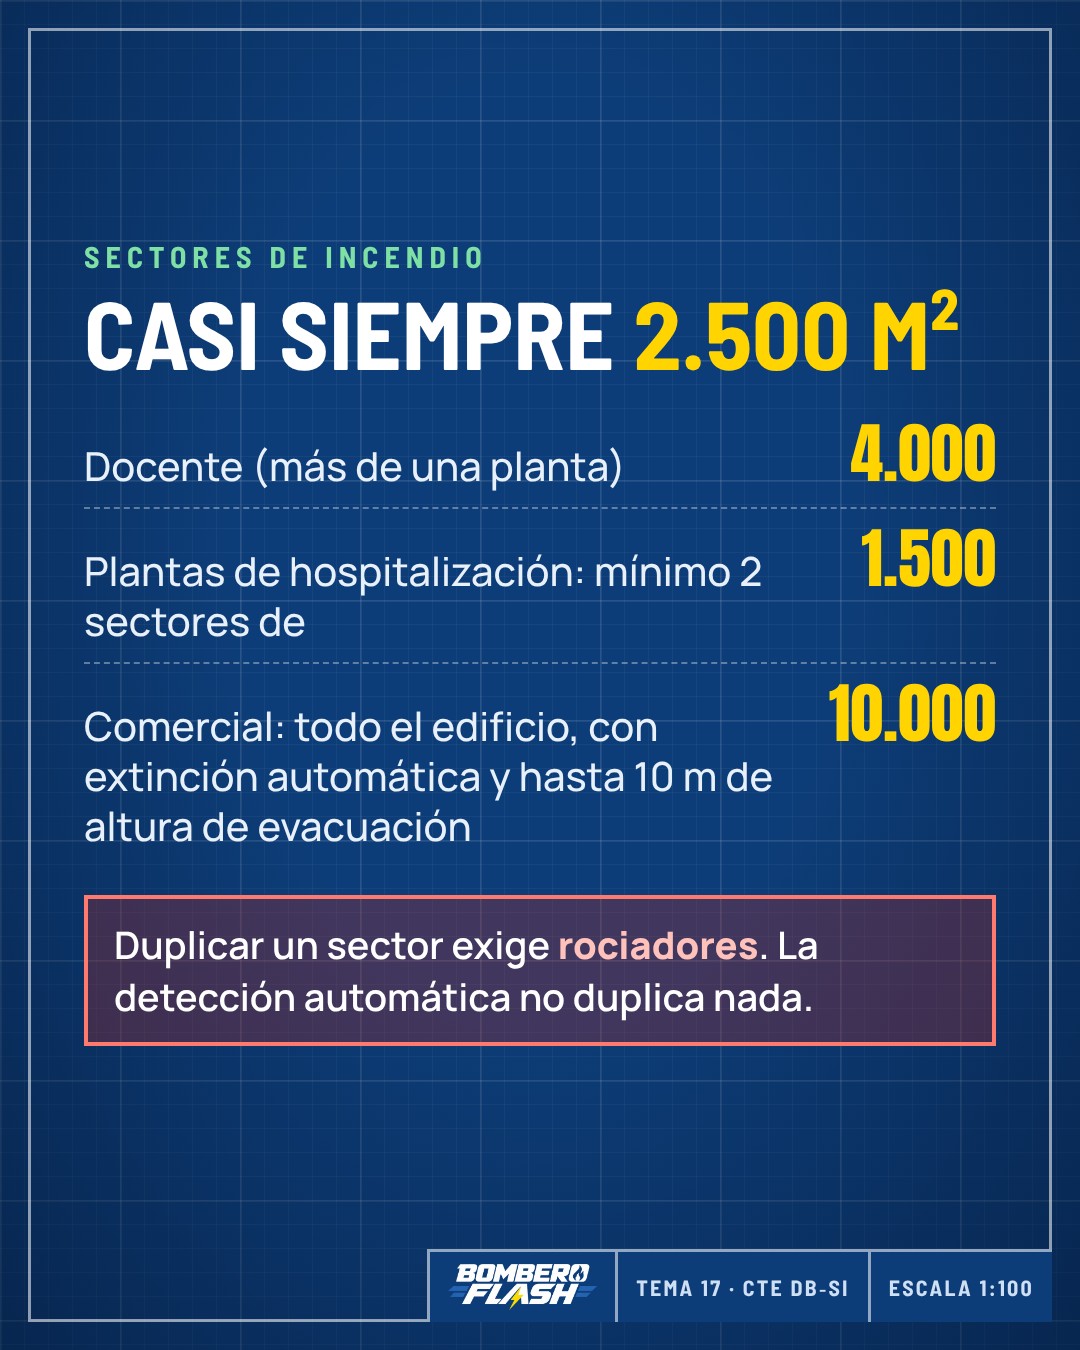 SECTORES DE INCENDIO
CASI SIEMPRE 2.500 M²
Docente (más de una planta) 4.000
Plantas de hospitalización: mínimo 2 1.500
sectores de
Comercial: todo el edificio, con 10.000
extinción automática y hasta 10 m de
altura de evacuación
Duplicar un sector exige rociadores. La
detección automática no duplica nada.
BOMBERO
FLASH
TEMA 17 · CTE DB-SI
ESCALA 1:100